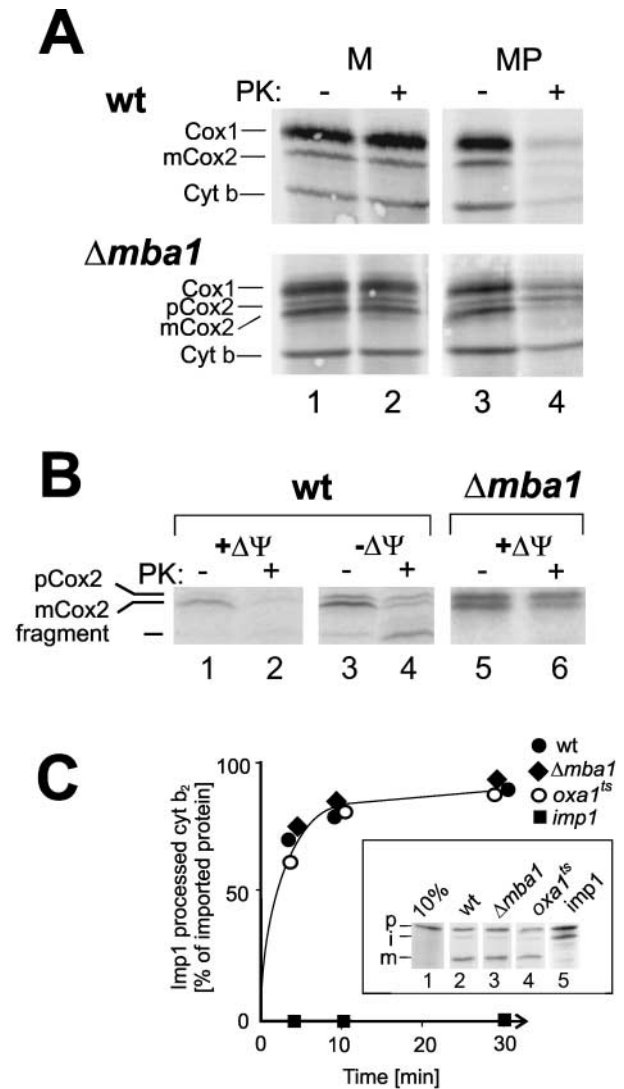 A
M MP
wt PK: - + - +
Cox1
mCox2
Cyt b
Δmba1
Cox1
pCox2
mCox2
Cyt b
1 2 3 4
B
wt Δmba1
+ΔΨ -ΔΨ +ΔΨ
PK: - + - + - +
pCox2
mCox2
fragment
1 2 3 4 5 6
C
wt
Δmba1
oxa1ts
imp1
Imp1 processed cyt b2
[% of imported protein]
100
50
0
10% wt Δmba1 oxa1ts imp1
p
i
m
1 2 3 4 5
0 10 20 30
Time [min]